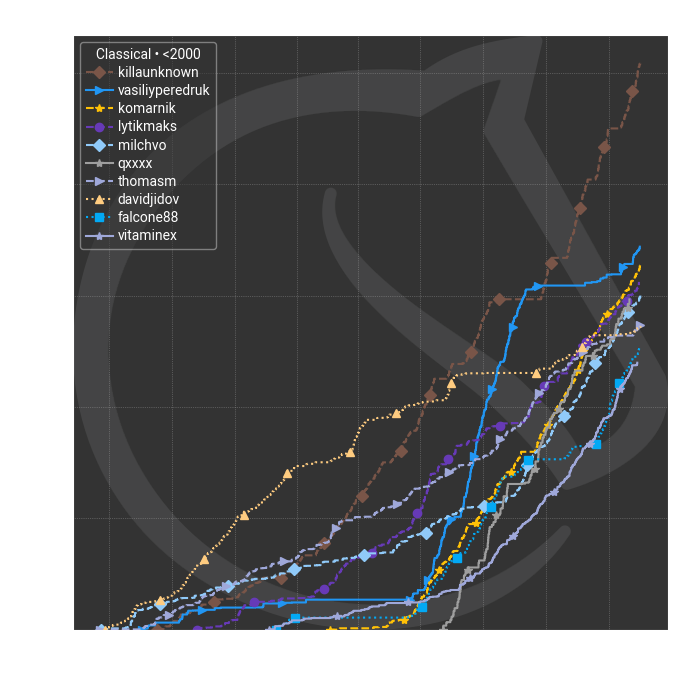 Classical • <2000
killaunknown
vasiliyperedruk
komarnik
lytikmaks
milchvo
qxxxx
thomasm
davidjidov
falcone88
vitaminex